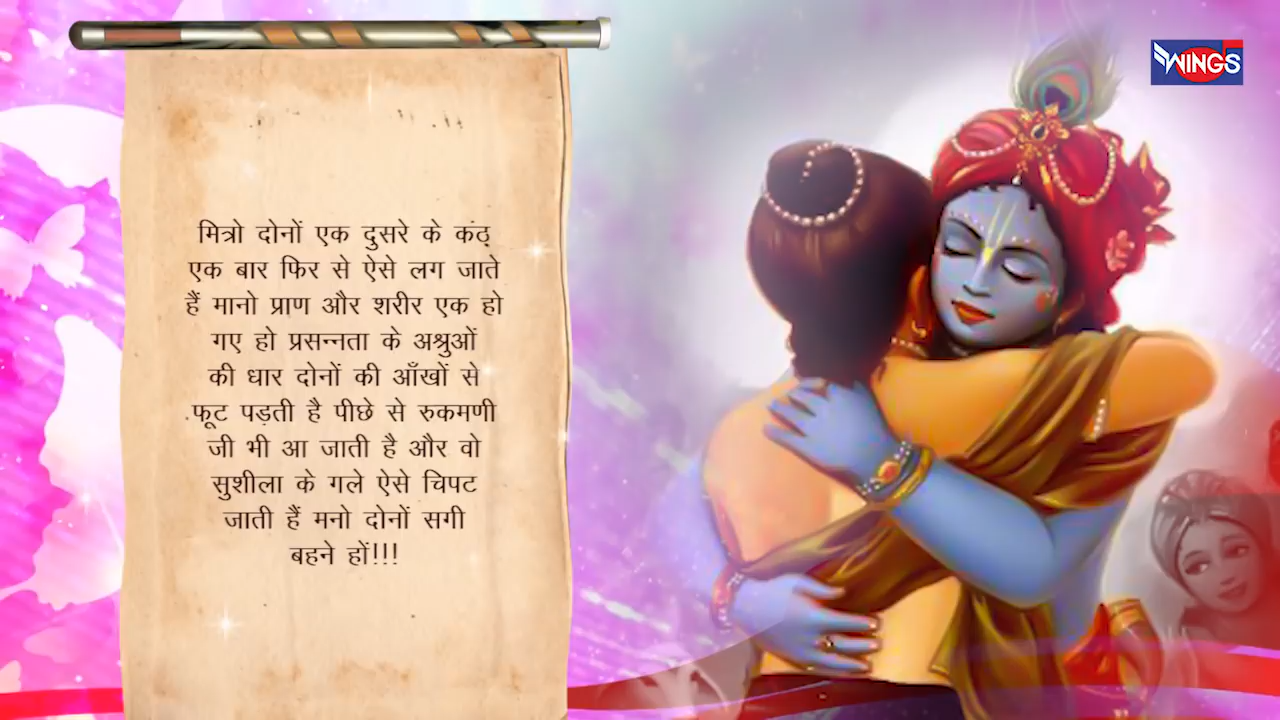 WINGS
मित्रो दोनों एक दुसरे के कंठ्
एक बार फिर से ऐसे लग जाते
हैं मानो प्राण और शरीर एक हो
गए हो प्रसन्नता के अश्रुओं
की धार दोनों की आँखों से
फूट पड़ती है पीछे से रुकमणी
जी भी आ जाती है और वो
सुशीला के गले ऐसे चिपट
जाती हैं मनो दोनों सगी
बहने हों!!!